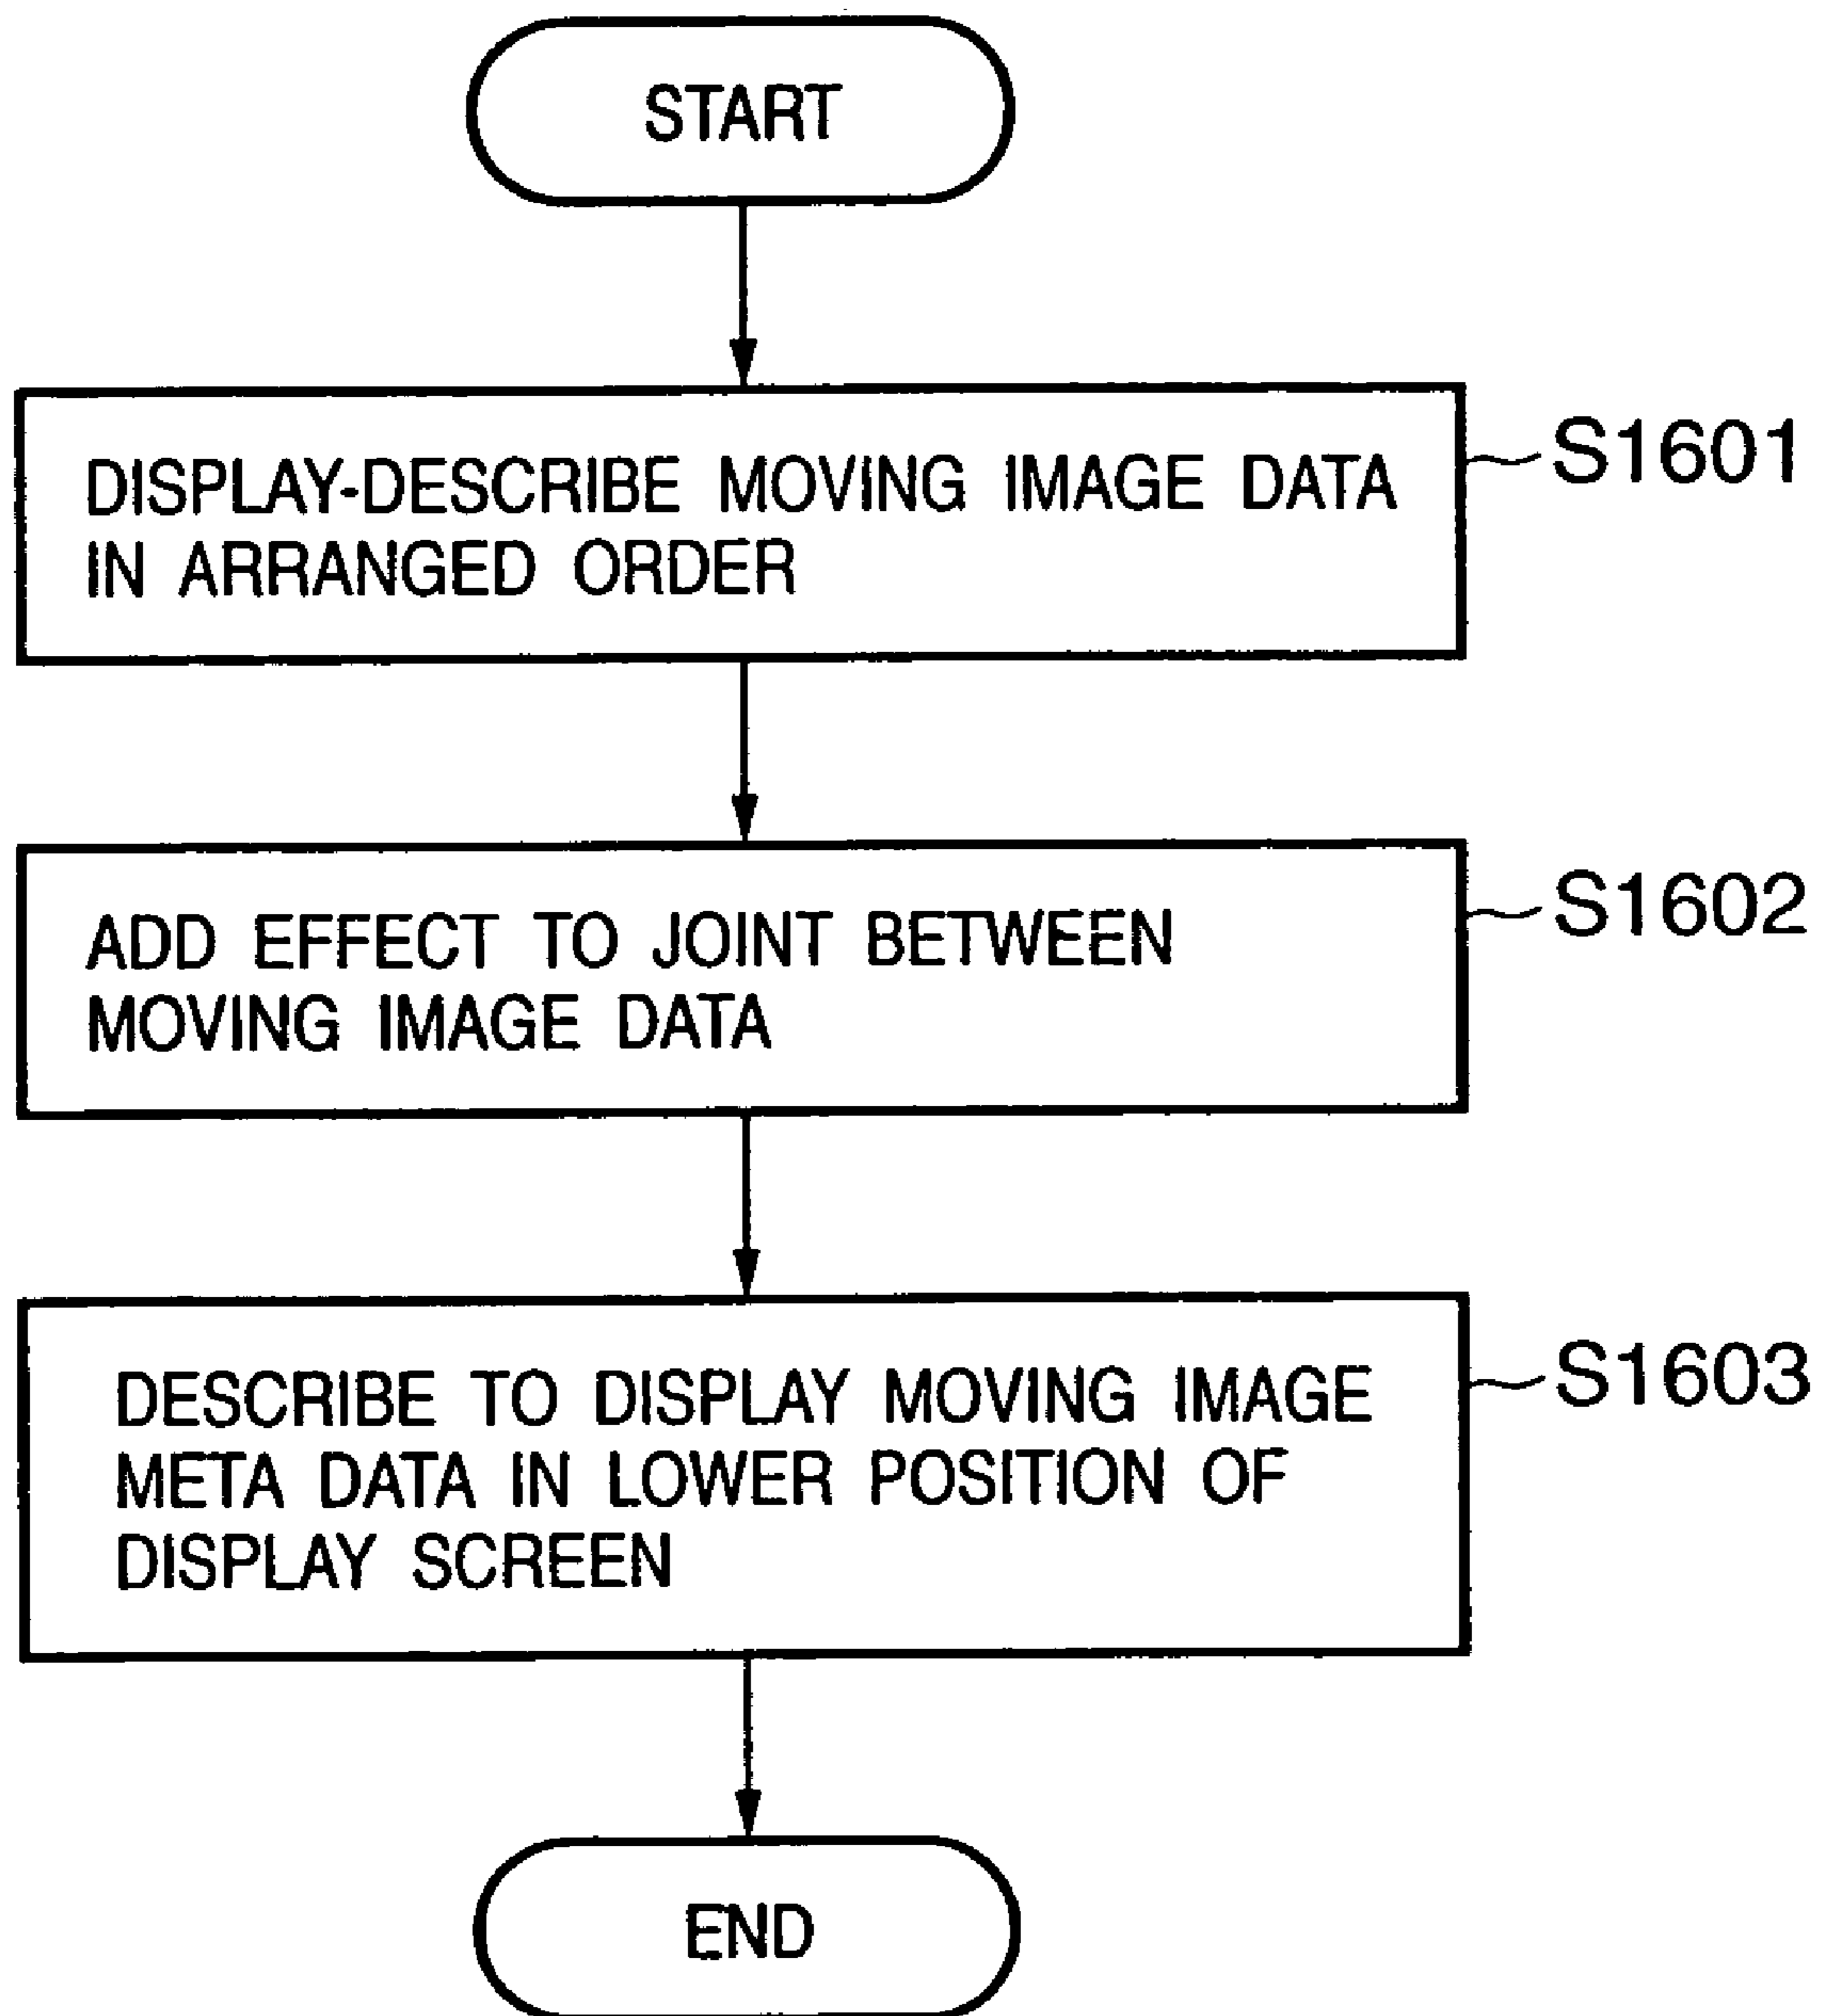 START
DISPLAY-DESCRIBE MOVING IMAGE DATA
IN ARRANGED ORDER
S1601
ADD EFFECT TO JOINT BETWEEN
MOVING IMAGE DATA
S1602
DESCRIBE TO DISPLAY MOVING IMAGE
META DATA IN LOWER POSITION OF
DISPLAY SCREEN
S1603
END